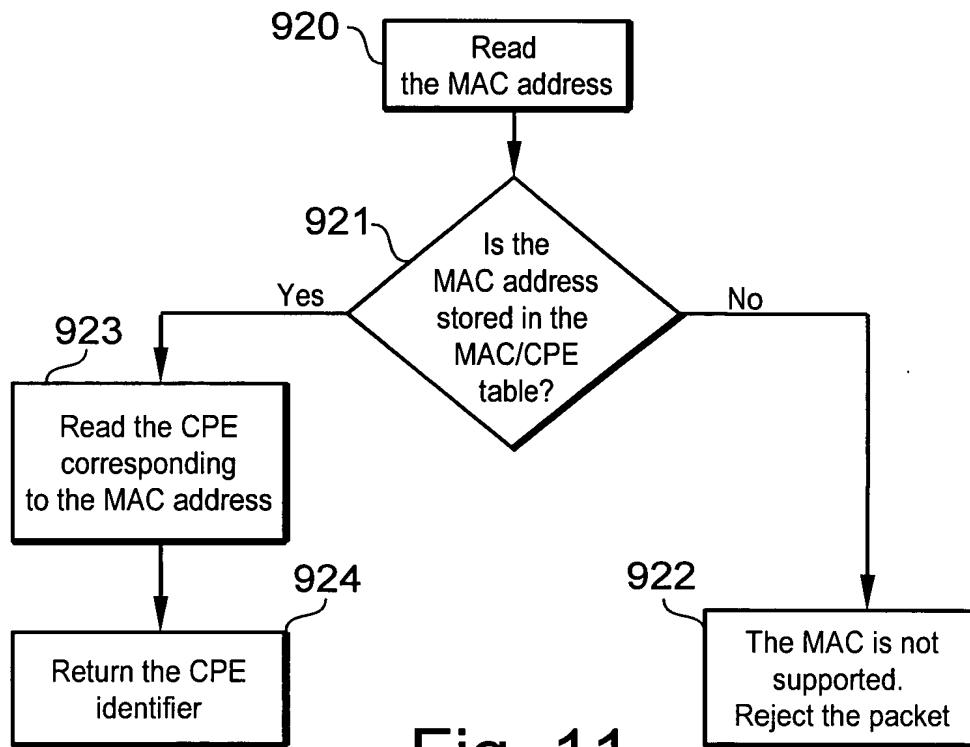 920
Read
the MAC address
921
Is the
MAC address
stored in the
MAC/CPE
table?
Yes
No
923
Read the CPE
corresponding
to the MAC address
924
Return the CPE
identifier
922
The MAC is not
supported.
Reject the packet
Fig. 11